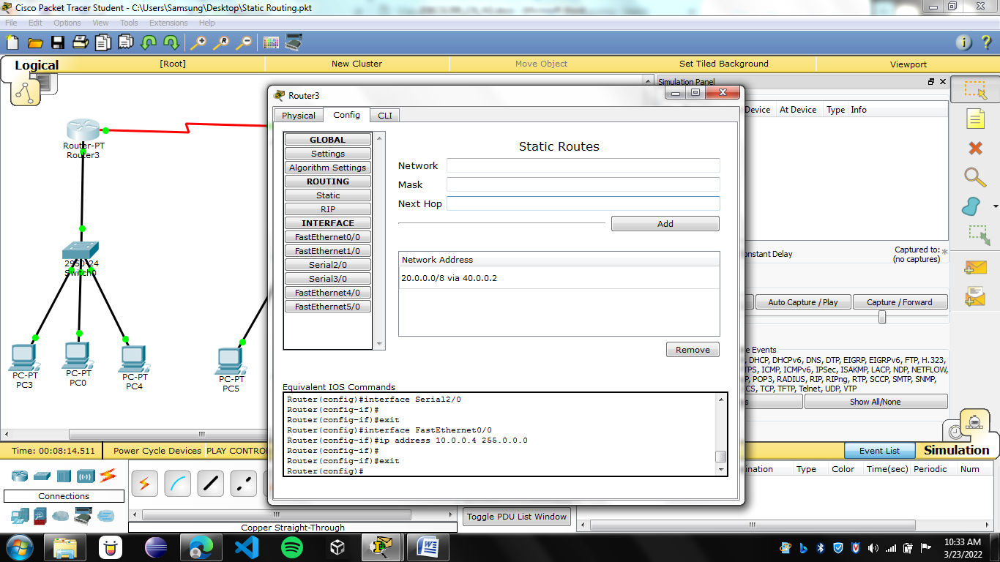 Cisco Packet Tracer Student - C:\Users\Samsung\Desktop\Static Routing.pkt
File Edit Options View Tools Extensions Help
Logical [Root] New Cluster Move Object Set Tiled Background Viewport
Simulation Panel
Device At Device Type Info
Router3
Physical Config CLI
GLOBAL
Settings
Algorithm Settings
ROUTING
Static
RIP
INTERFACE
FastEthernet0/0
FastEthernet1/0
Serial2/0
Serial3/0
FastEthernet4/0
FastEthernet5/0
Static Routes
Network
Mask
Next Hop
Add
Network Address
20.0.0.0/8 via 40.0.0.2
Remove
Equivalent IOS Commands
Router(config)#interface Serial2/0
Router(config-if)#
Router(config-if)#exit
Router(config)#interface FastEthernet0/0
Router(config-if)#ip address 10.0.0.4 255.0.0.0
Router(config-if)#
Router(config-if)#exit
Router(config)#
Router-PT
Router3
2950-24
Switch0
PC-PT
PC3
PC-PT
PC0
PC-PT
PC4
PC-PT
PC5
onstant Delay
Captured to:
(no captures)
Auto Capture / Play Capture / Forward
e Events
, DHCP, DHCPv6, DNS, DTP, EIGRP, EIGRPv6, FTP, H.323,
TPS, ICMP, ICMPv6, IPSec, ISAKMP, LACP, NDP, NETFLOW,
P, POP3, RADIUS, RIP, RIPng, RTP, SCCP, SMTP, SNMP,
CS, TCP, TFTP, Telnet, UDP, VTP
s Show All/None
Time: 00:08:14.511 Power Cycle Devices PLAY CONTRO
Event List Simulation
Connections
Copper Straight-Through
Toggle PDU List Window
ination Type Color Time(sec) Periodic Num
10:33 AM
3/23/2022